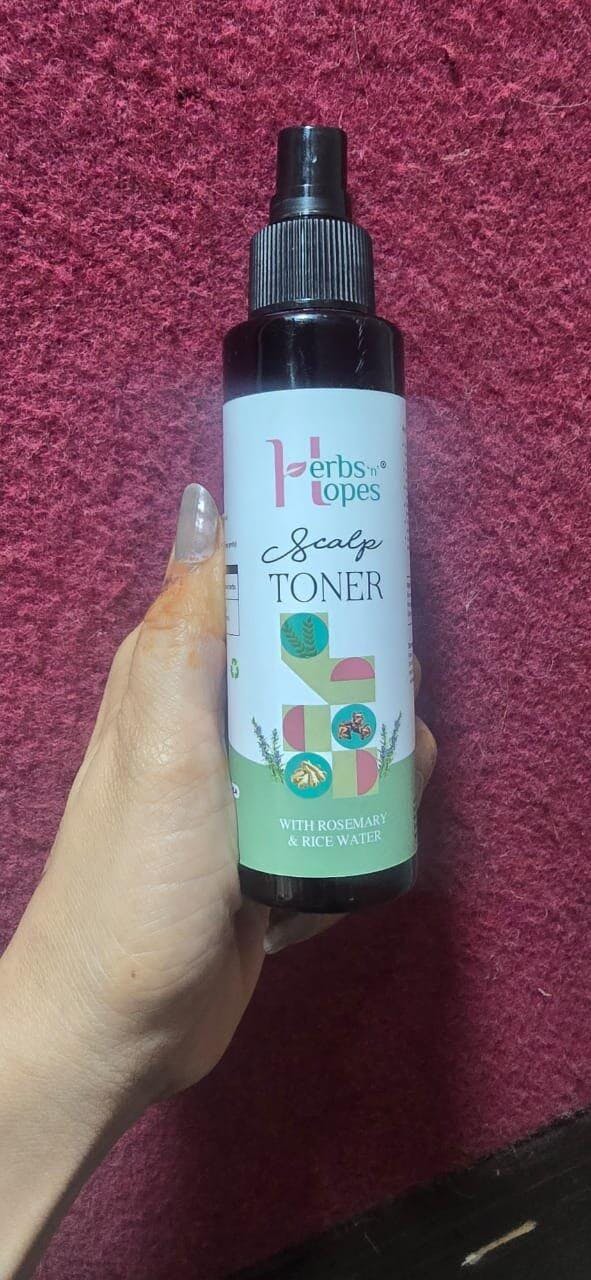 Herbs 'n' ®
Hopes
Scalp
TONER
WITH ROSEMARY
& RICE WATER